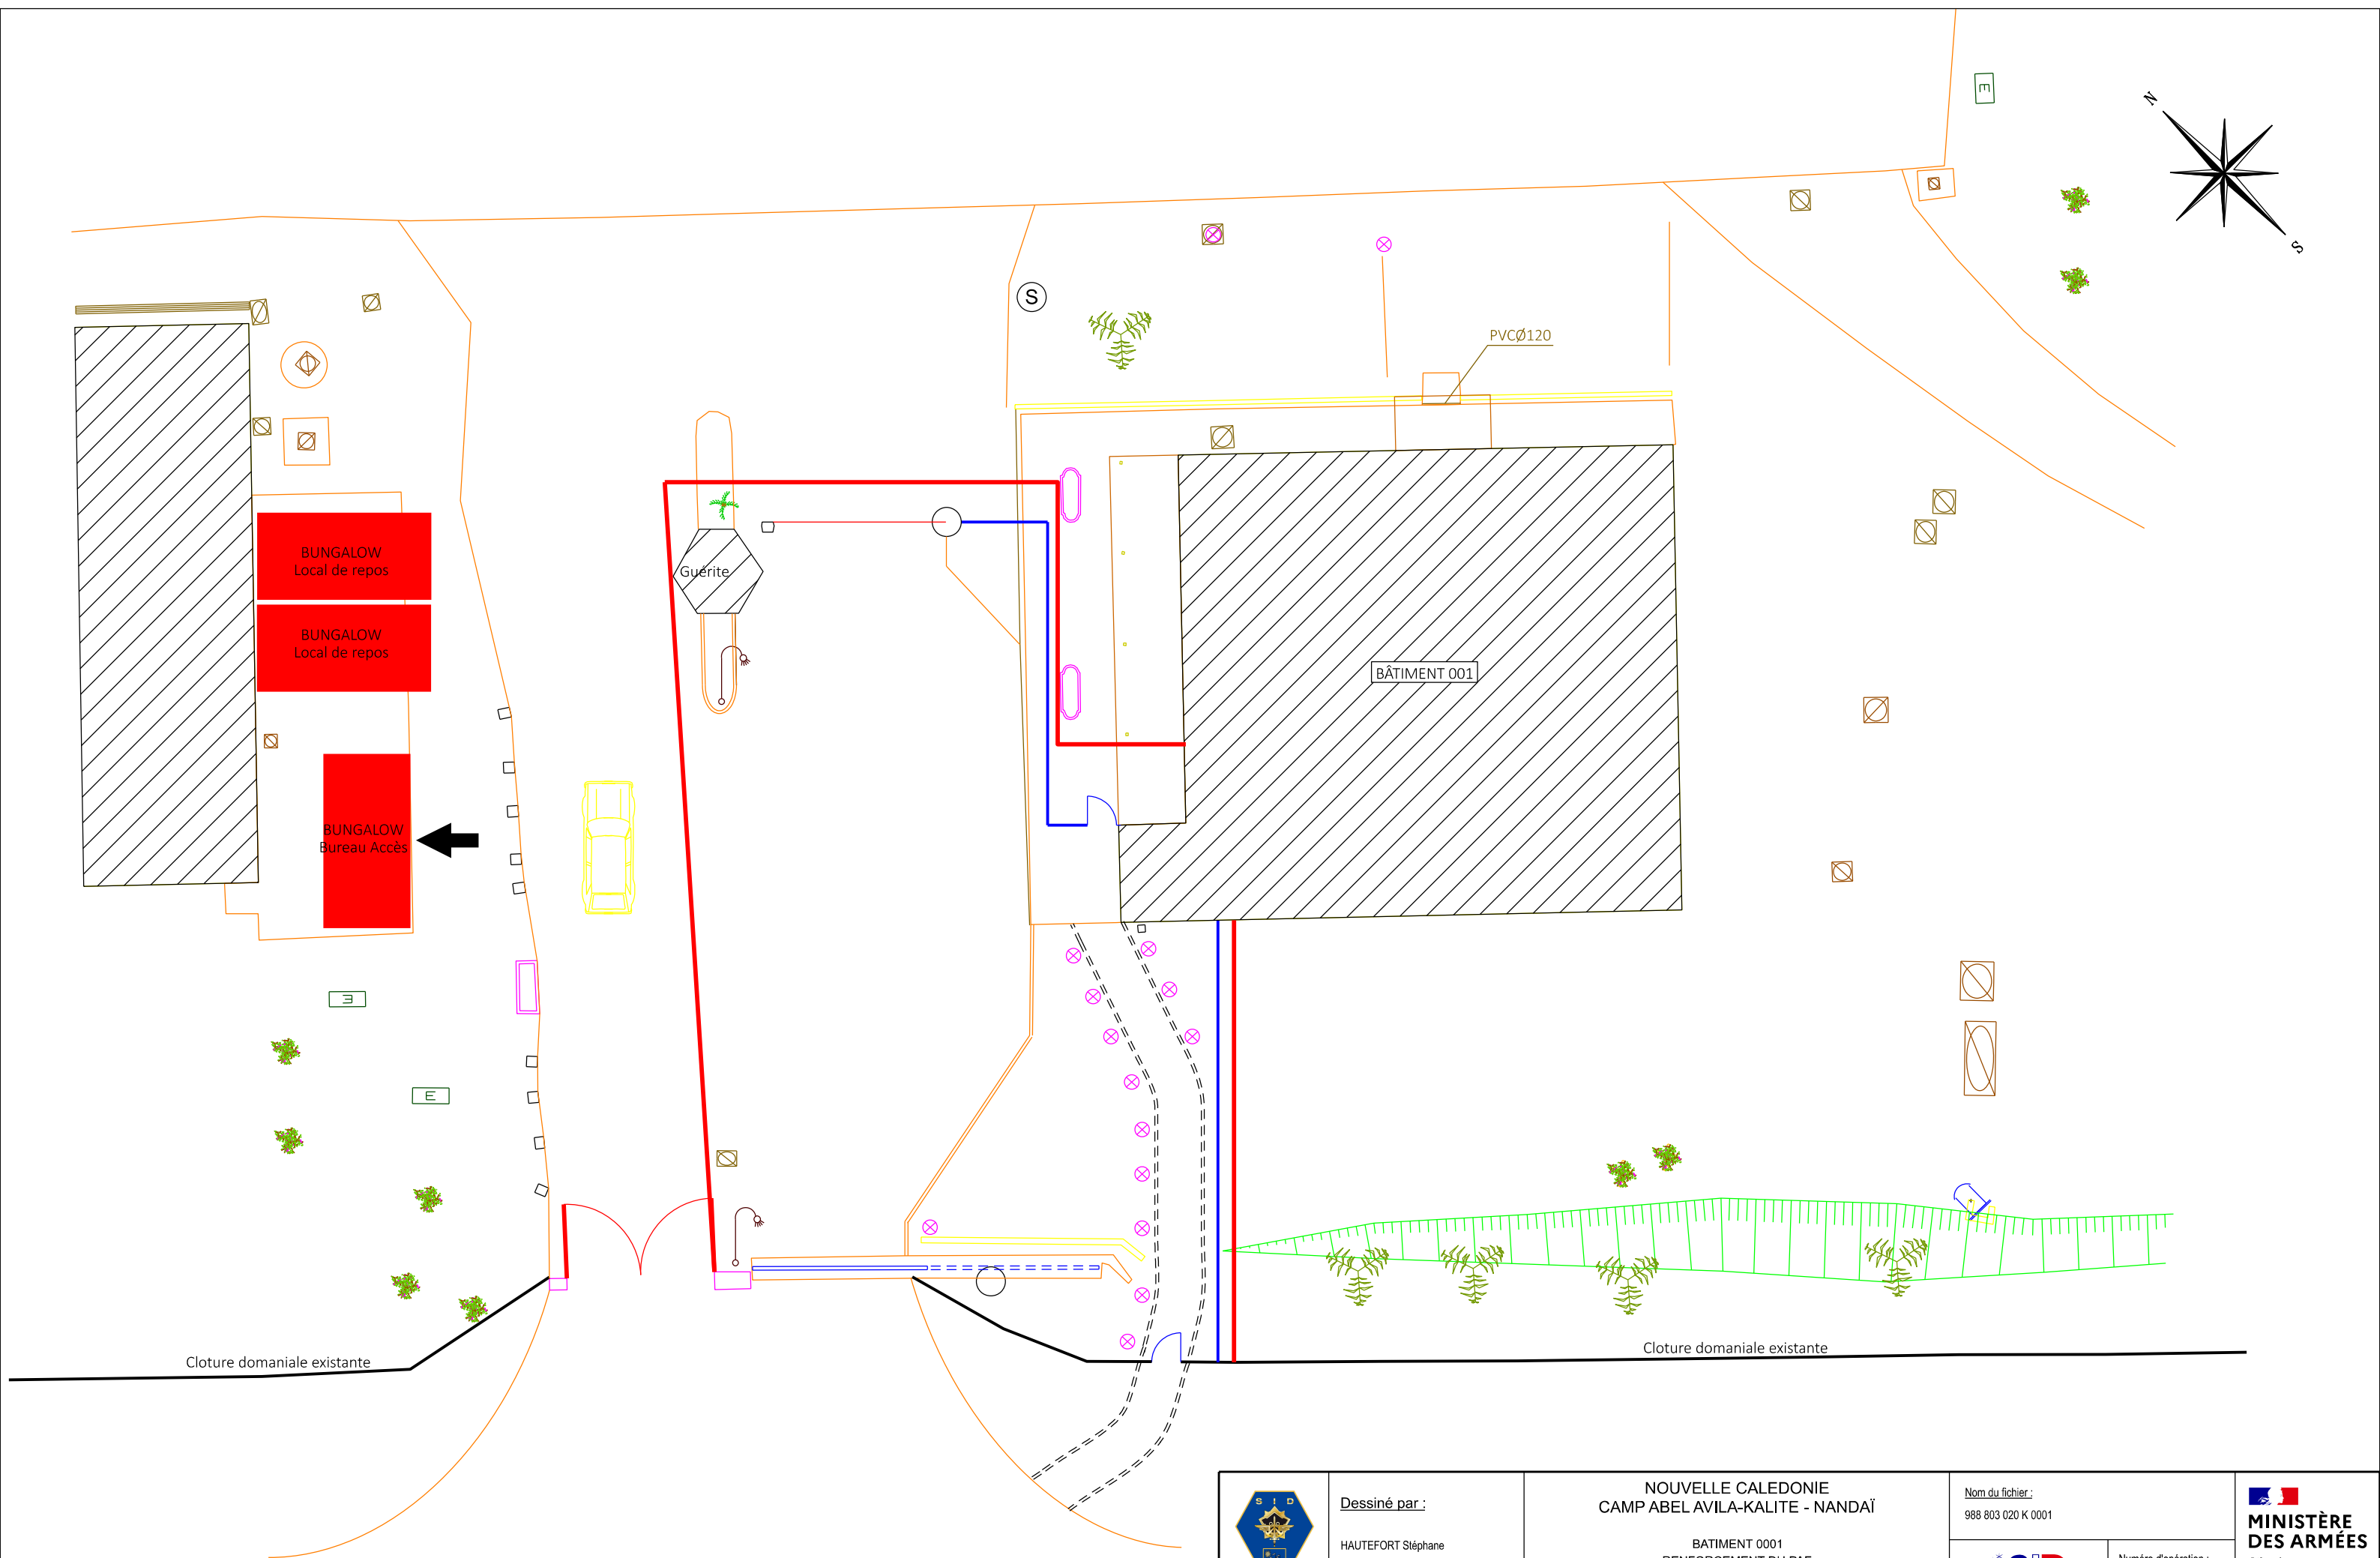 E
N
S
S
PVCØ120
BUNGALOW
Local de repos
Guérite
BUNGALOW
Local de repos
BÂTIMENT 001
BUNGALOW
Bureau Accès
E
E
Cloture domaniale existante
Cloture domaniale existante
SID
Dessiné par :
HAUTEFORT Stéphane
NOUVELLE CALEDONIE
CAMP ABEL AVILA-KALITE - NANDAÏ
BATIMENT 0001
Nom du fichier :
988 803 020 K 0001
MINISTÈRE
DES ARMÉES